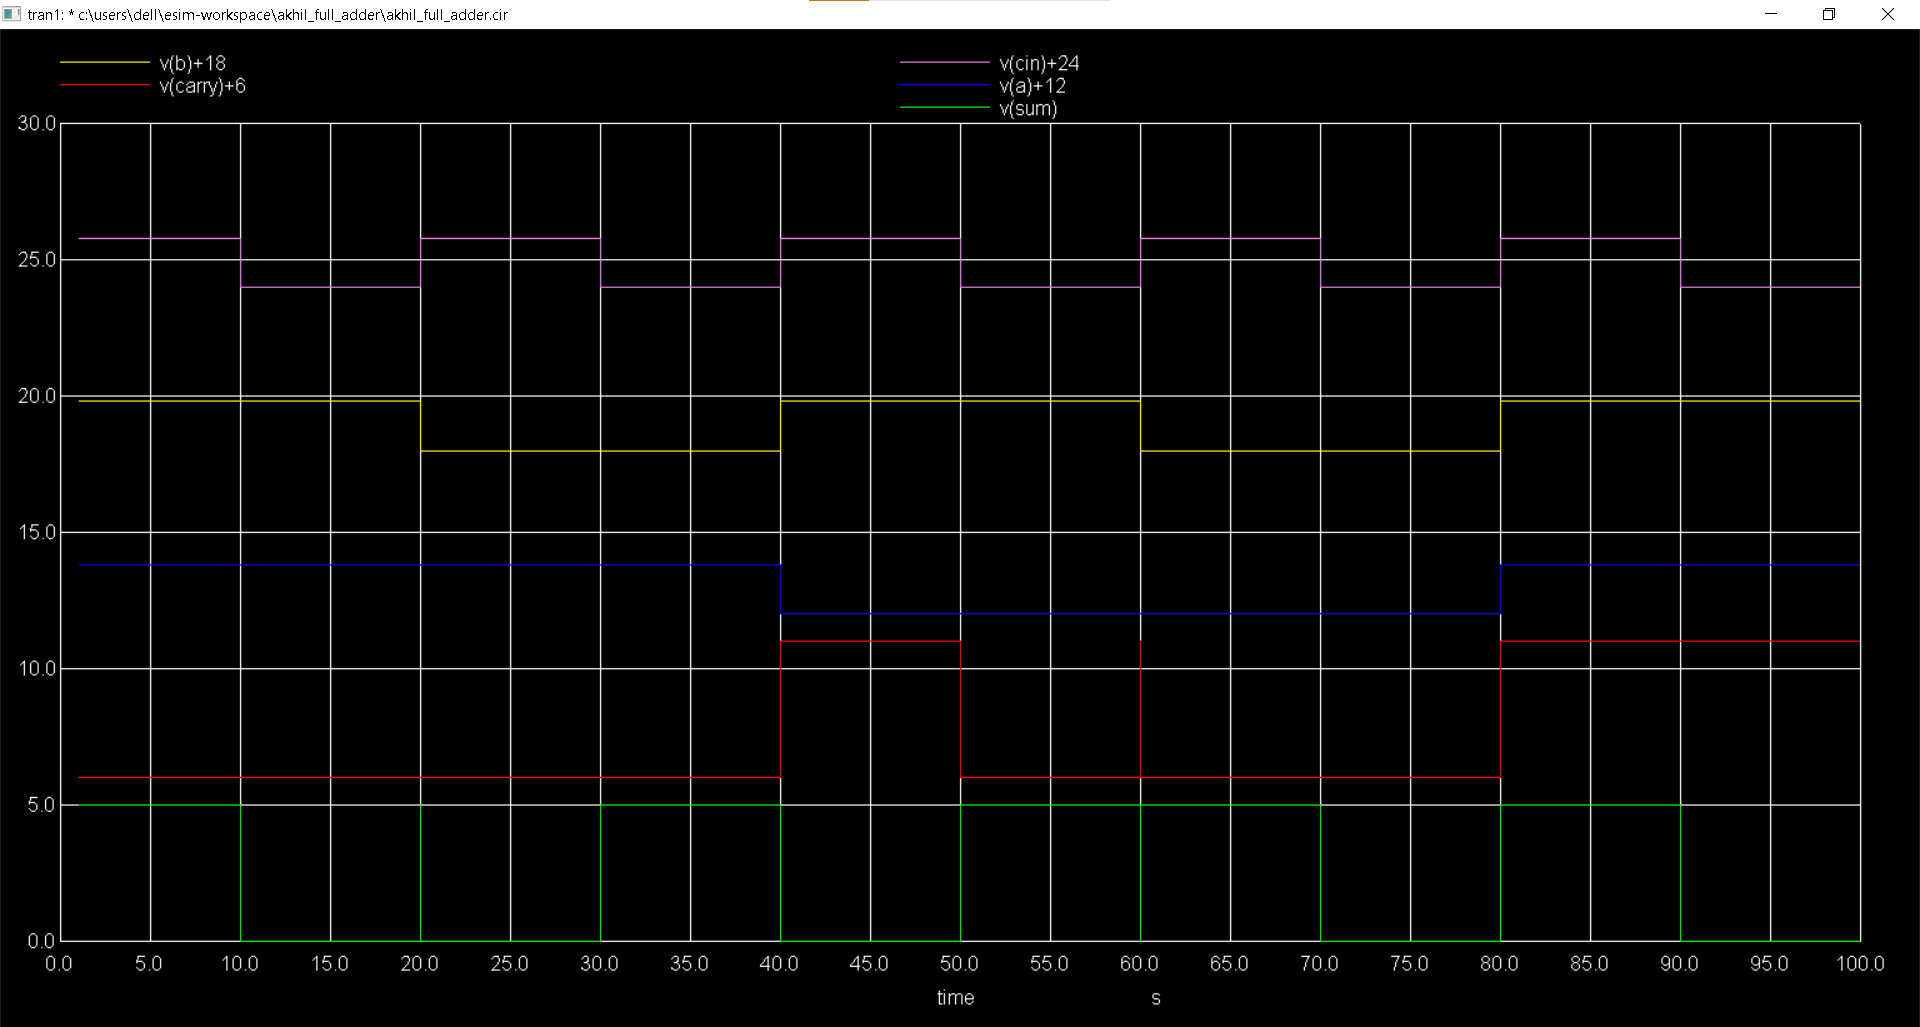 tran1: * c:\users\dell\esim-workspace\akhil_full_adder\akhil_full_adder.cir
v(b)+18
v(cin)+24
v(carry)+6
v(a)+12
v(sum)
30.0
25.0
20.0
15.0
10.0
5.0
0.0
0.0 5.0 10.0 15.0 20.0 25.0 30.0 35.0 40.0 45.0 50.0 55.0 60.0 65.0 70.0 75.0 80.0 85.0 90.0 95.0 100.0
time s